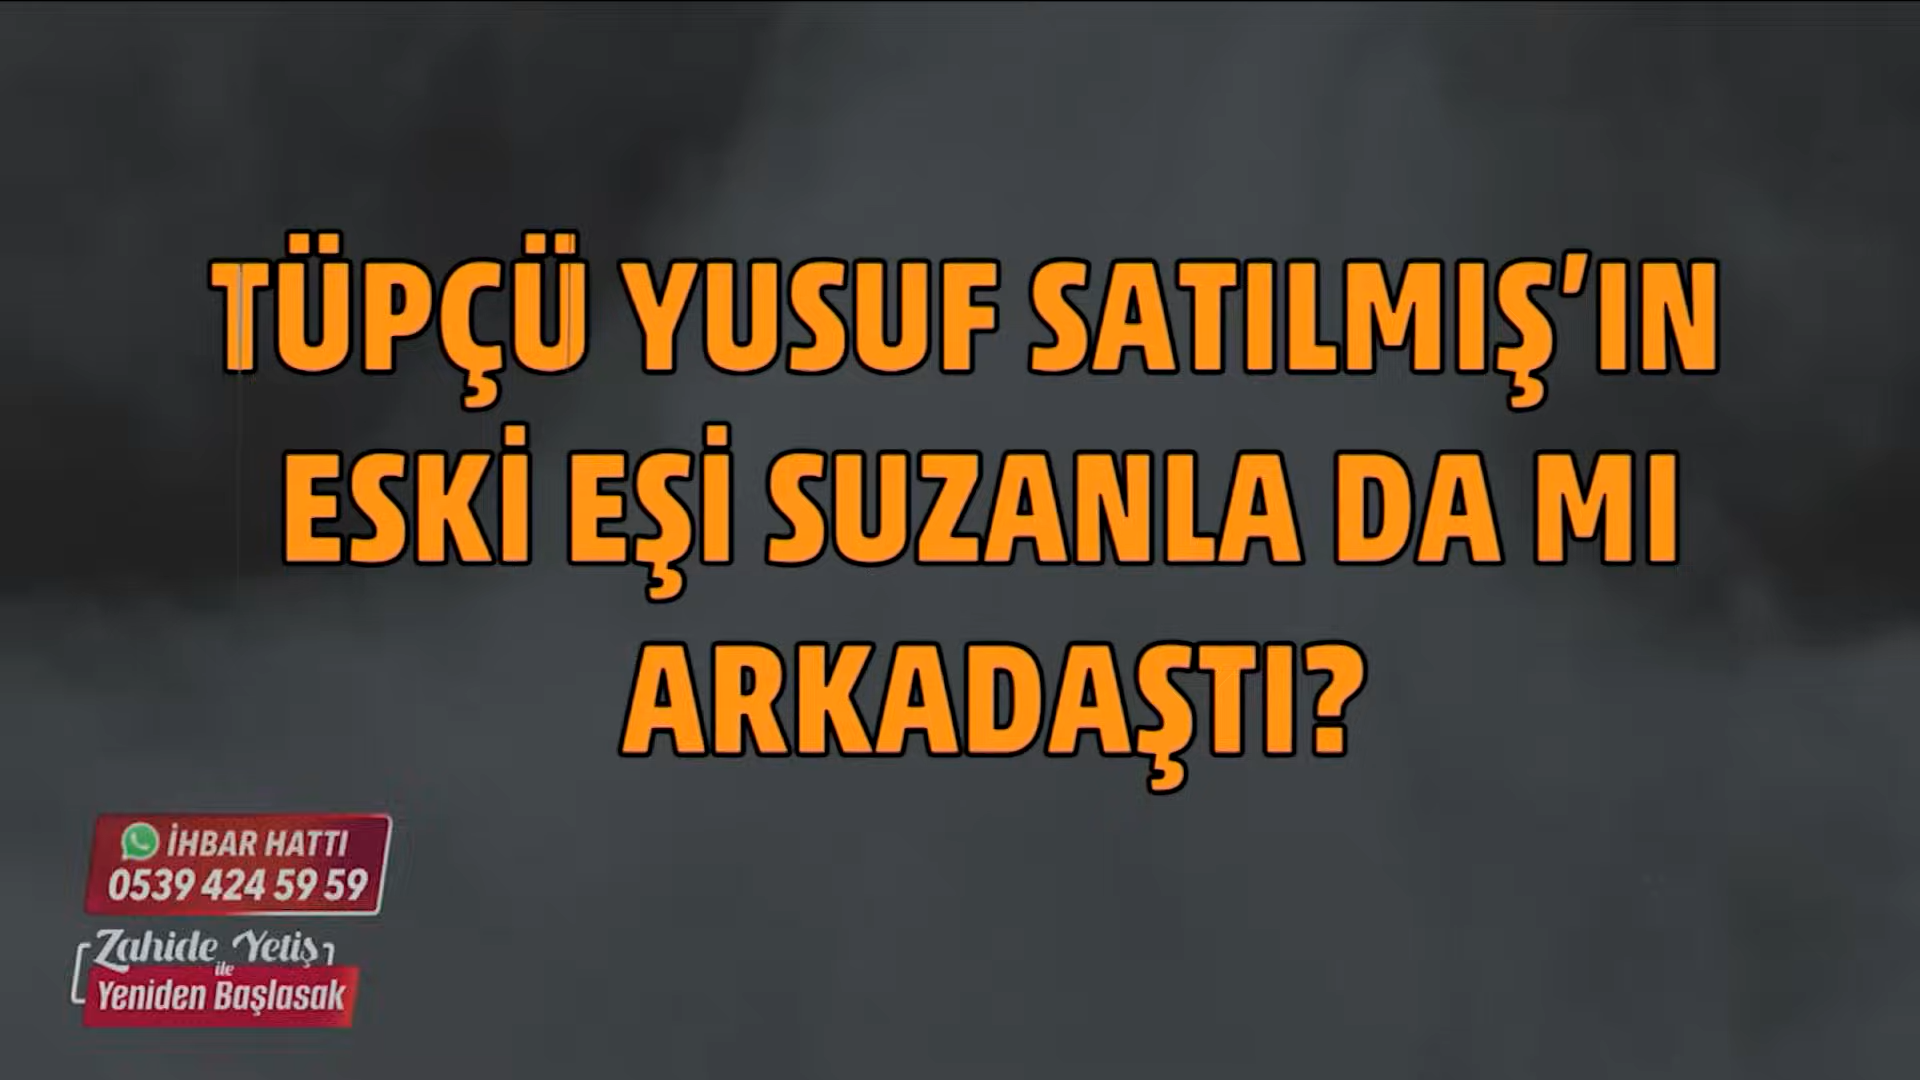 TÜPÇÜ YUSUF SATILMIŞ’IN
ESKİ EŞİ SUZANLA DA MI
ARKADAŞTI?
İHBAR HATTI
0539 424 59 59
Zahide Yetiş
ile
Yeniden Başlasak